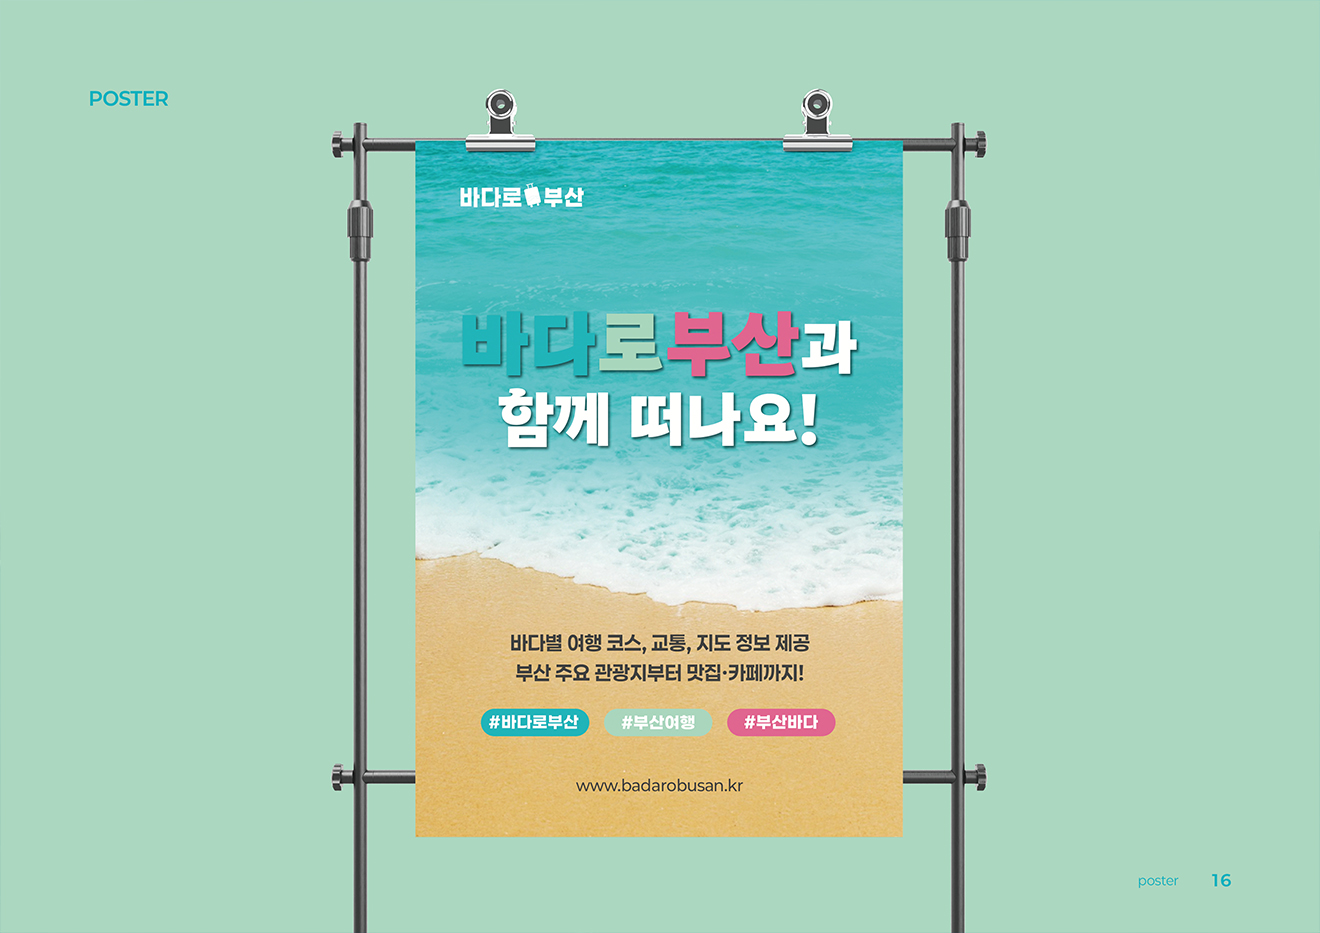 POSTER
바다로부산
바다로부산과
함께 떠나요!
바다별 여행 코스, 교통, 지도 정보 제공
부산 주요 관광지부터 맛집·카페까지!
#바다로부산 #부산여행 #부산바다
www.badarobusan.kr
poster 16